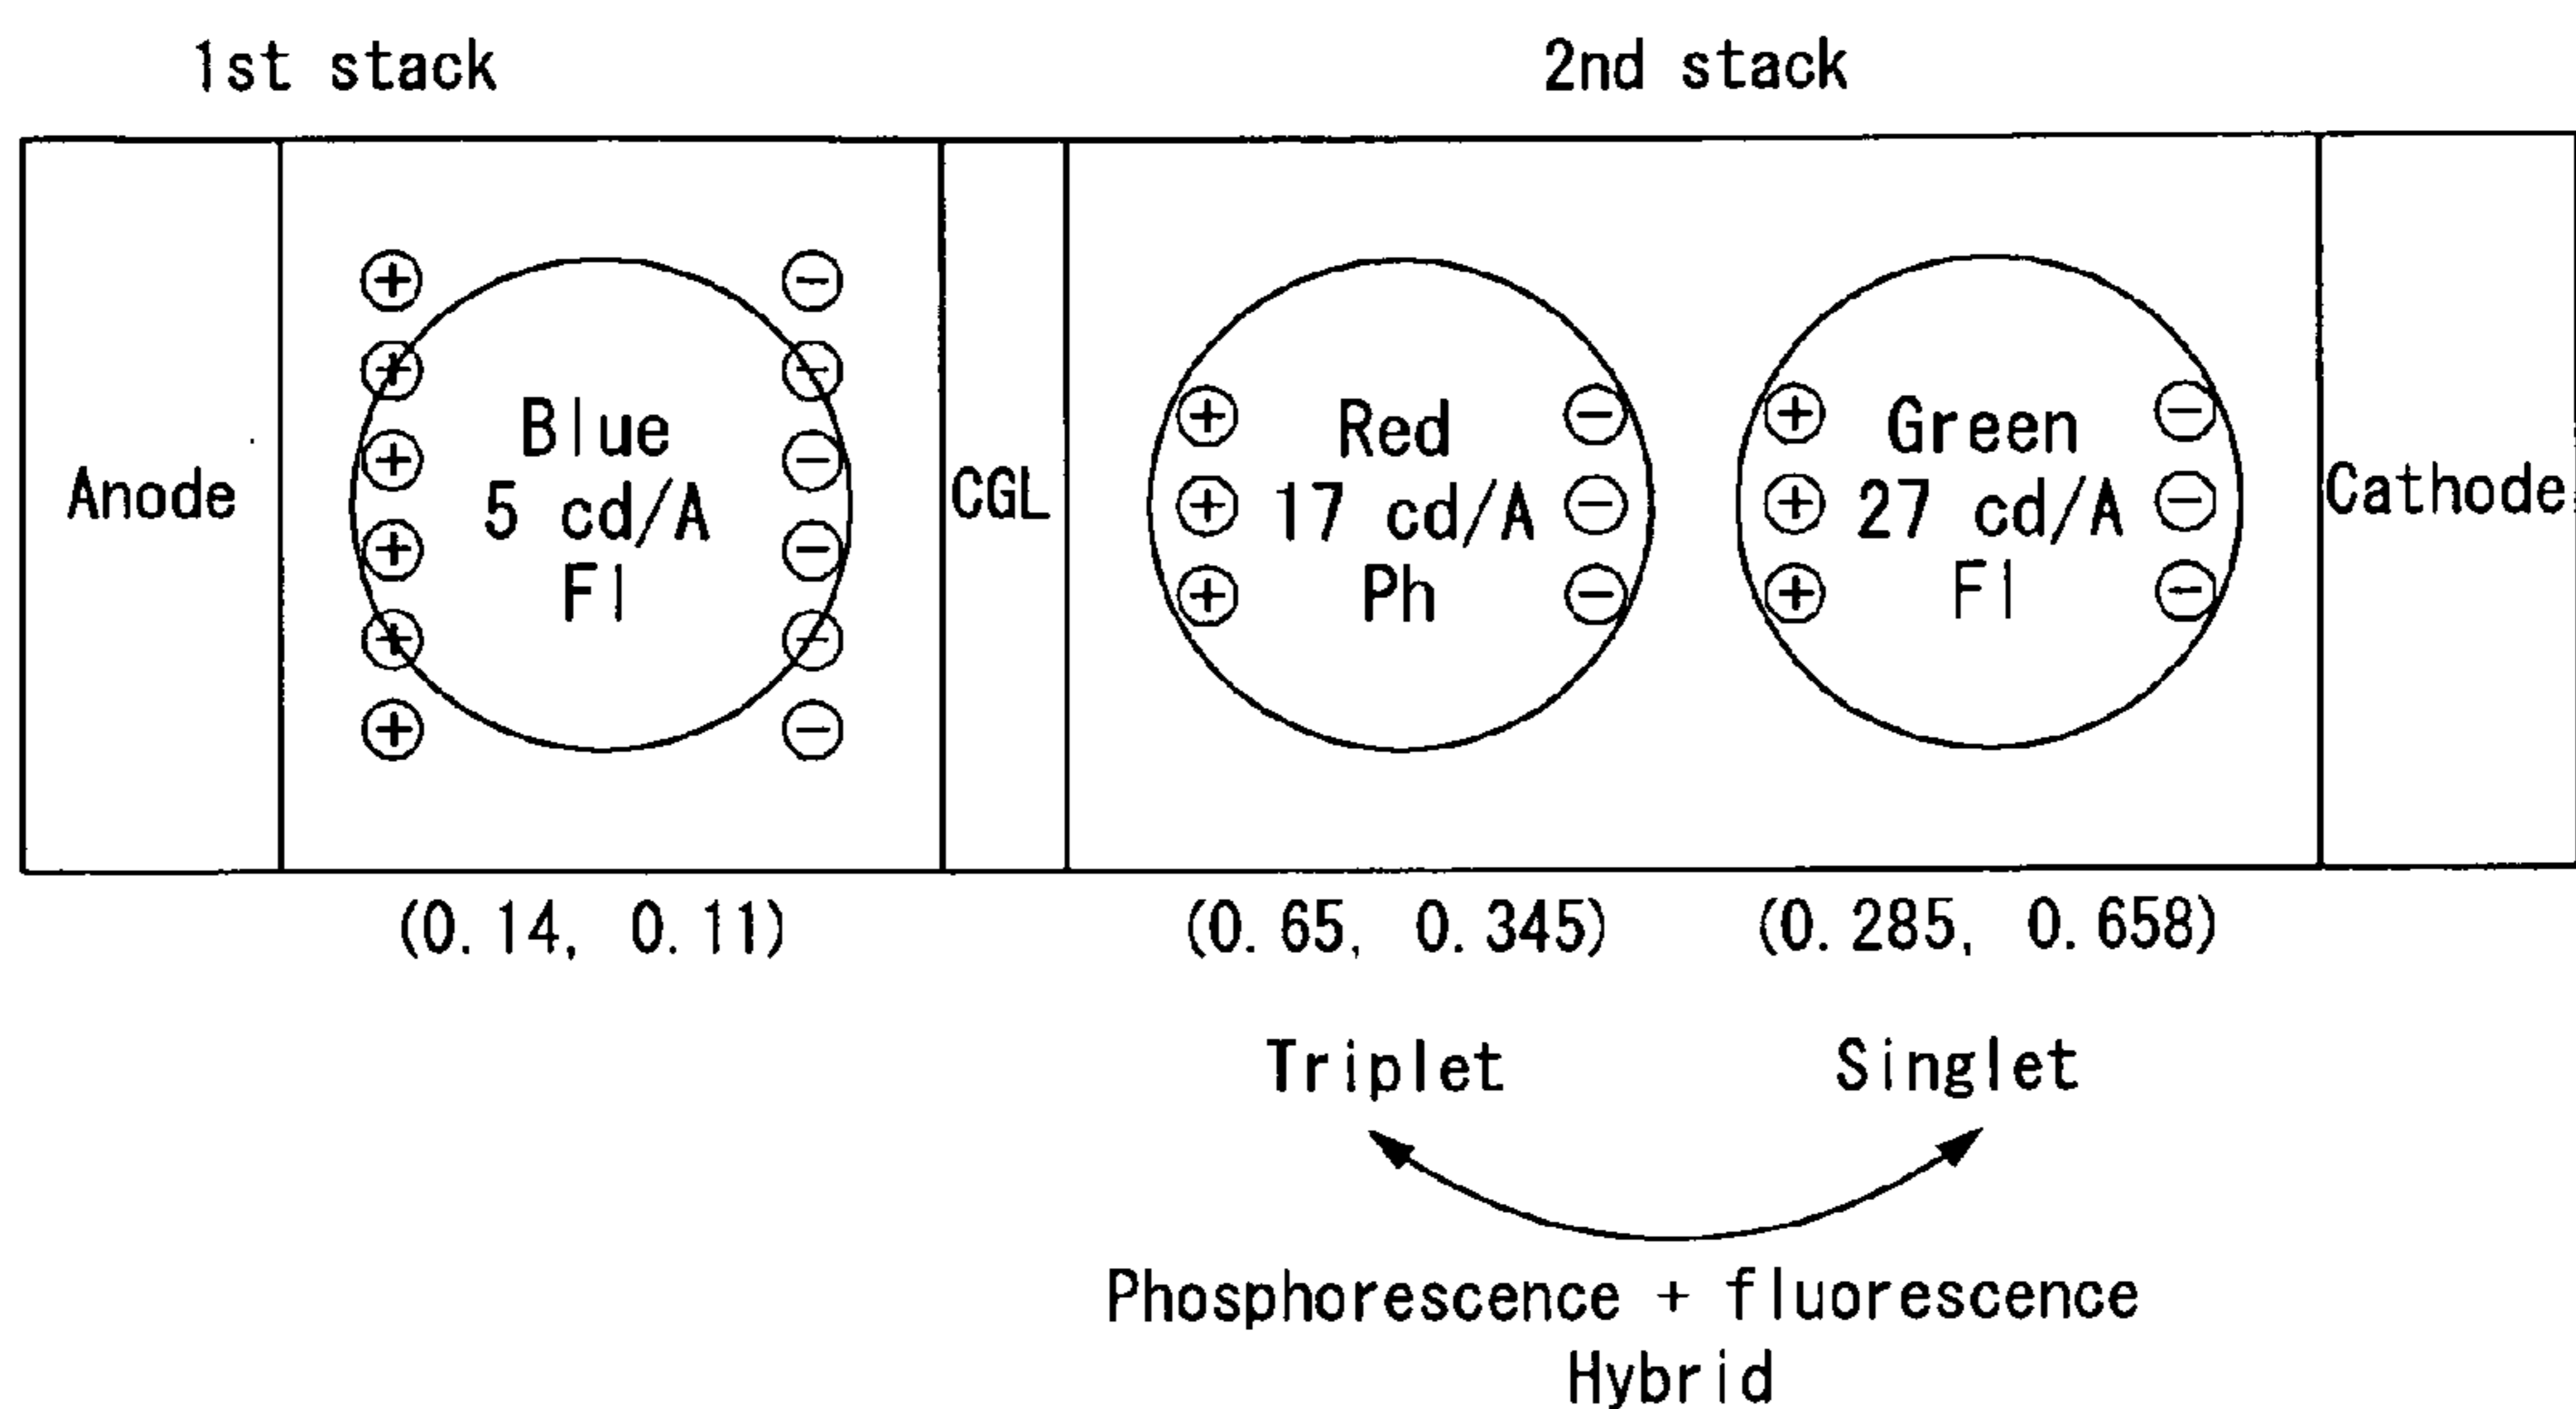 1st stack
2nd stack
Anode
+ + + + + +
Blue
5 cd/A
Fl
- - - - - -
CGL
+ + +
Red
17 cd/A
Ph
- - -
+ + +
Green
27 cd/A
Fl
- - -
Cathode
(0.14, 0.11)
(0.65, 0.345)
(0.285, 0.658)
Triplet
Singlet
Phosphorescence + fluorescence
Hybrid